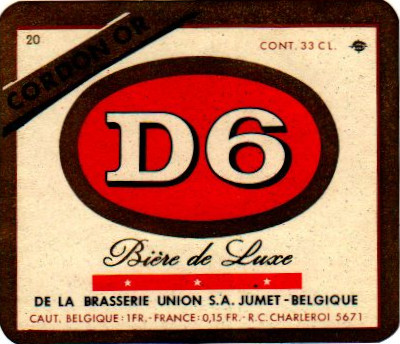 20
CONT. 33 CL.
CORDON OR
D6
Bière de Luxe
DE LA BRASSERIE UNION S.A. JUMET-BELGIQUE
CAUT. BELGIQUE: 1FR.-FRANCE: 0,15 FR.-R.C. CHARLEROI 5671